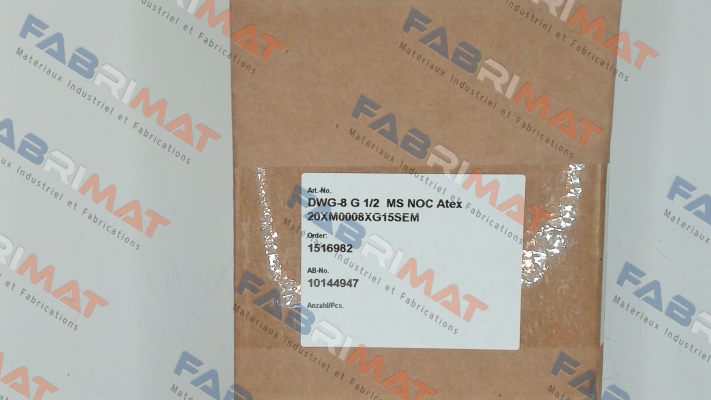 FABRIMAT
Matériaux Industriel et Fabrications
Art.-No.
DWG-8 G 1/2 MS NOC Atex
20XM0008XG15SEM
Order:
1516982
AB-No.
10144947
Anzahl/Pcs.